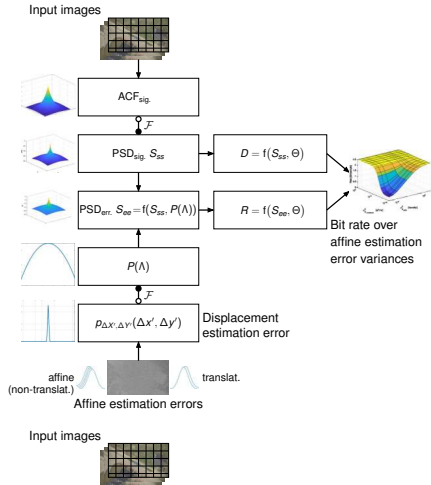 Input images
ACF_sig.
ℱ
PSD_sig. S_ss
D = f(S_ss, Θ)
PSD_err. S_ee = f(S_ss, P(Λ))
R = f(S_ee, Θ)
Bit rate over
affine estimation
error variances
P(Λ)
ℱ
p_ΔX′,ΔY′(Δx′, Δy′)
Displacement
estimation error
affine
(non-translat.)
translat.
Affine estimation errors
Input images